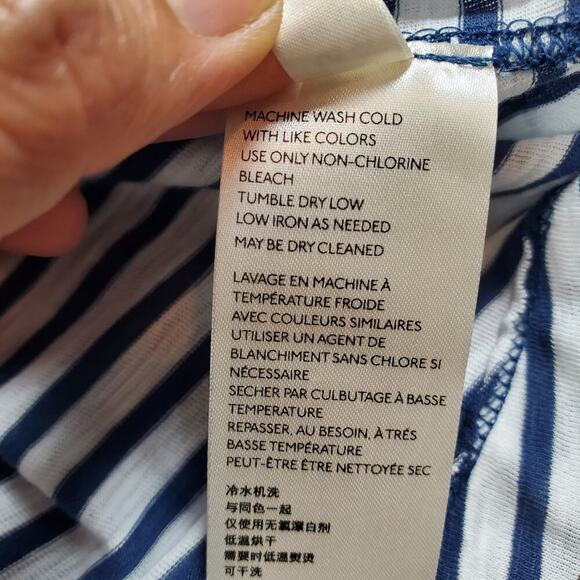 MACHINE WASH COLD
WITH LIKE COLORS
USE ONLY NON-CHLORINE
BLEACH
TUMBLE DRY LOW
LOW IRON AS NEEDED
MAY BE DRY CLEANED
LAVAGE EN MACHINE À
TEMPÉRATURE FROIDE
AVEC COULEURS SIMILAIRES
UTILISER UN AGENT DE
BLANCHIMENT SANS CHLORE SI
NÉCESSAIRE
SECHER PAR CULBUTAGE À BASSE
TEMPERATURE
REPASSER, AU BESOIN, À TRÉS
BASSE TEMPÉRATURE
PEUT-ÊTRE ÊTRE NETTOYÉE SEC
冷水机洗
与同色一起
仅使用无氯漂白剂
低温烘干
需要时低温熨烫
可干洗